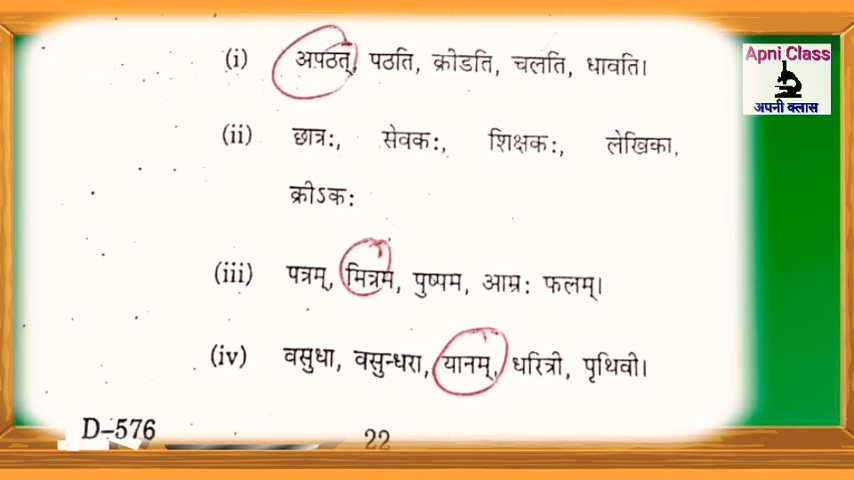 Apni Class
अपनी क्लास
(i) अपठत्, पठति, क्रीडति, चलति, धावति।
(ii) छात्र:, सेवक:, शिक्षक:, लेखिका,
क्रीऽक:
(iii) पत्रम्, मित्रम, पुष्पम, आम्र: फलम्।
(iv) वसुधा, वसुन्धरा, यानम्, धरित्री, पृथिवी।
D–576
22